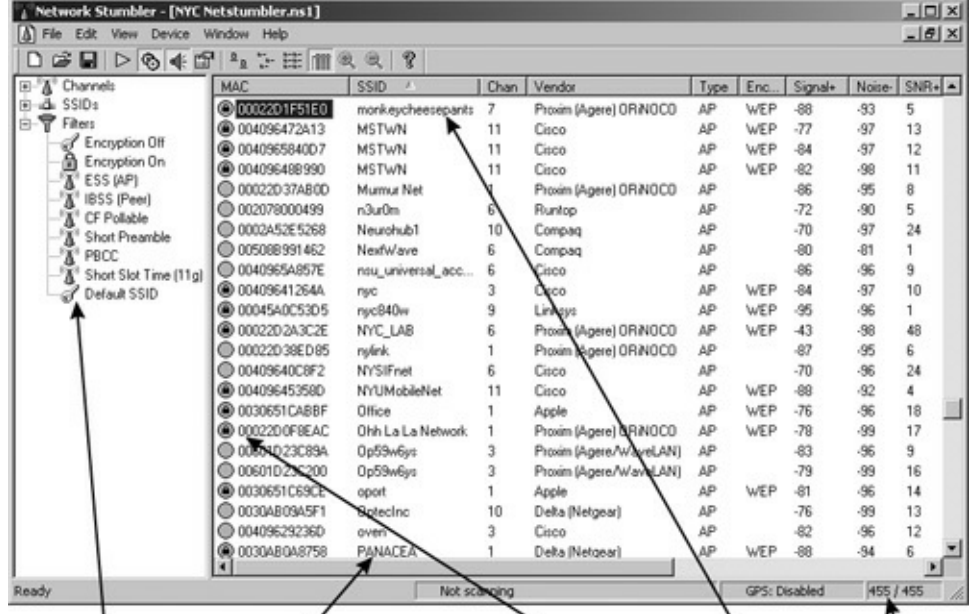 Network Stumbler - [NYC Netstumbler.ns1]
File Edit View Device Window Help
Channels
SSIDs
Filters
Encryption Off
Encryption On
ESS (AP)
IBSS (Peer)
CF Pollable
Short Preamble
PBCC
Short Slot Time (11g)
Default SSID
MAC SSID Chan Vendor Type Enc... Signal+ Noise- SNR+
00022D1F51E0 monkeycheesepants 7 Proxim (Agere) ORiNOCO AP WEP -88 -93 5
004096472A13 MSTWN 11 Cisco AP WEP -77 -97 13
0040965840D7 MSTWN 11 Cisco AP WEP -84 -97 12
00409648B990 MSTWN 11 Cisco AP WEP -82 -98 11
00022D37AB0D Murmur Net Proxim (Agere) ORiNOCO AP -86 -95 8
002078000499 n3ur0m 6 Runtop AP -72 -90 5
0002A52E5268 Neurohub1 10 Compaq AP -70 -97 24
00508B991462 NextWave 6 Compaq AP -80 -81 1
0040965A857E nsu_universal_acc... 6 Cisco AP -86 -96 9
00409641264A nyc 3 Cisco AP WEP -84 -97 10
00045A0C53D5 nyc840w 9 Linksys AP WEP -95 -96 1
00022D2A3C2E NYC_LAB 6 Proxim (Agere) ORiNOCO AP WEP -43 -98 48
00022D38ED85 nylink 1 Proxim (Agere) ORiNOCO AP -87 -95 6
00409640C8F2 NYSIFnet 6 Cisco AP -70 -96 24
00409645358D NYUMobileNet 11 Cisco AP WEP -88 -92 4
0030651CABBF Office 1 Apple AP WEP -76 -96 18
00022D0F8EAC Ohh La La Network 1 Proxim (Agere) ORiNOCO AP WEP -78 -99 17
00601D23C89A Op59w6ys 3 Proxim (Agere/WaveLAN) AP -83 -96 9
00601D23C200 Op59w6ys 3 Proxim (Agere/WaveLAN) AP -79 -99 16
0030651C69CE oport 1 Apple AP WEP -81 -96 14
0030AB09A5F1 OptecInc 10 Delta (Netgear) AP -76 -99 13
00409629236D oven 3 Cisco AP -82 -96 12
0030AB0A8758 PANACEA 1 Delta (Netgear) AP WEP -88 -94 6
Ready Not scanning GPS: Disabled 455 / 455